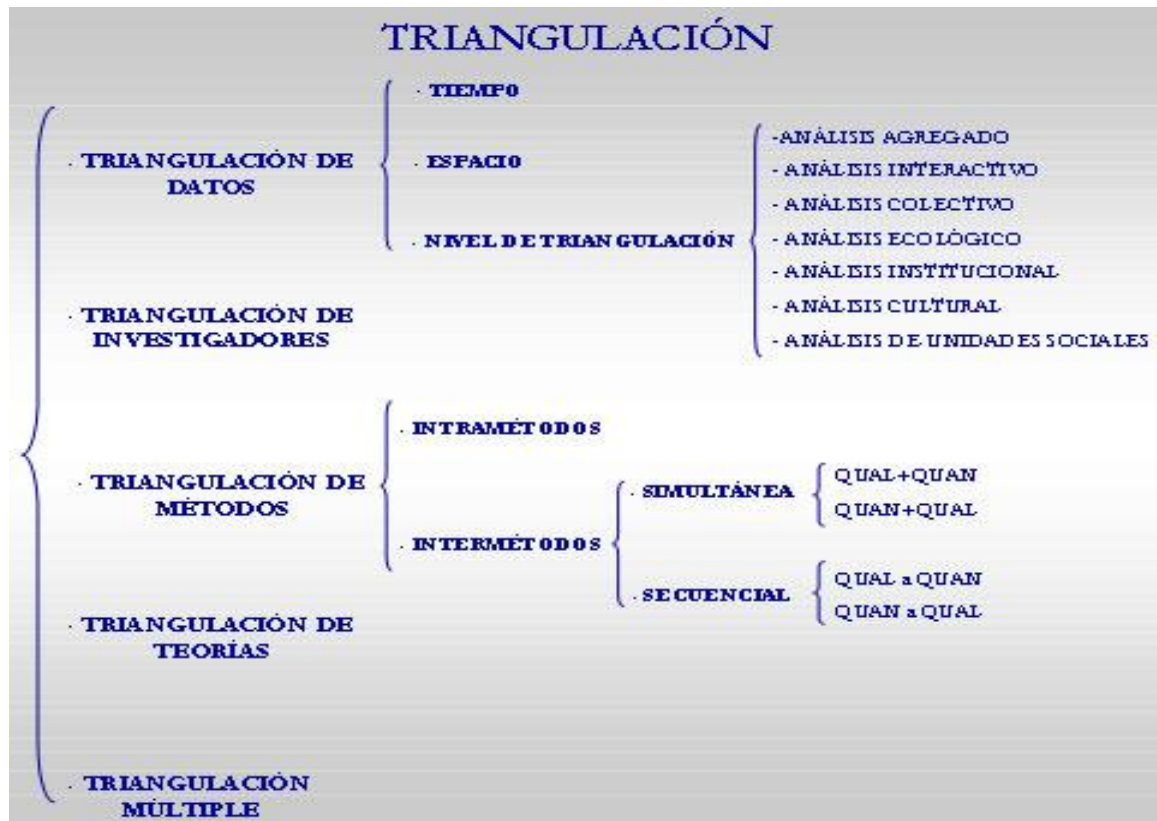 TRIANGULACIÓN
· TRIANGULACIÓN DE
DATOS
· TIEMPO
· ESPACIO
· NIVEL DE TRIANGULACIÓN
-ANÁLISIS AGREGADO
- ANÁLISIS INTERACTIVO
- ANÁLISIS COLECTIVO
- ANÁLISIS ECOLÓGICO
- ANÁLISIS INSTITUCIONAL
- ANÁLISIS CULTURAL
- ANÁLISIS DE UNIDADES SOCIALES
· TRIANGULACIÓN DE
INVESTIGADORES
· TRIANGULACIÓN DE
MÉTODOS
· INTRAMÉTODOS
· INTERMÉTODOS
· SIMULTÁNEA
QUAL+QUAN
QUAN+QUAL
· SECUENCIAL
QUAL a QUAN
QUAN a QUAL
· TRIANGULACIÓN DE
TEORÍAS
· TRIANGULACIÓN
MÚLTIPLE